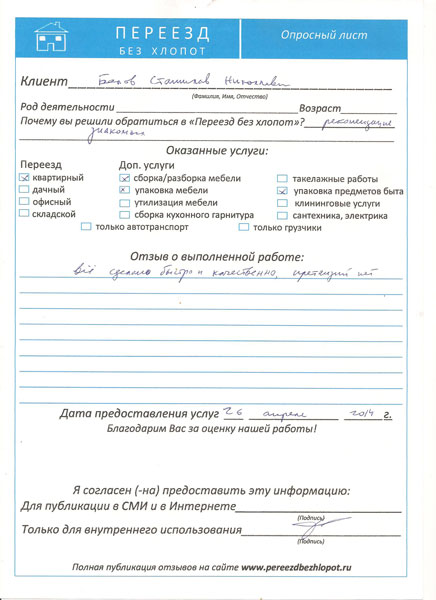 ПЕРЕЕЗД
БЕЗ ХЛОПОТ
Опросный лист
Клиент Станислав Николаевич
(Фамилия, Имя, Отчество)
Род деятельности Возраст
Почему вы решили обратиться в «Переезд без хлопот»? рекомендация
знакомых
Оказанные услуги:
Переезд Доп. услуги
квартирный сборка/разборка мебели такелажные работы
дачный упаковка мебели упаковка предметов быта
офисный утилизация мебели клининговые услуги
складской сборка кухонного гарнитура сантехника, электрика
только автотранспорт только грузчики
Отзыв о выполненной работе:
Всё сделано быстро и качественно, претензий нет
Дата предоставления услуг 26 апреля 2014 г.
Благодарим Вас за оценку нашей работы!
Я согласен (-на) предоставить эту информацию:
Для публикации в СМИ и в Интернете
(Подпись)
Только для внутреннего использования
(Подпись)
Полная публикация отзывов на сайте www.pereezdbezhlopot.ru